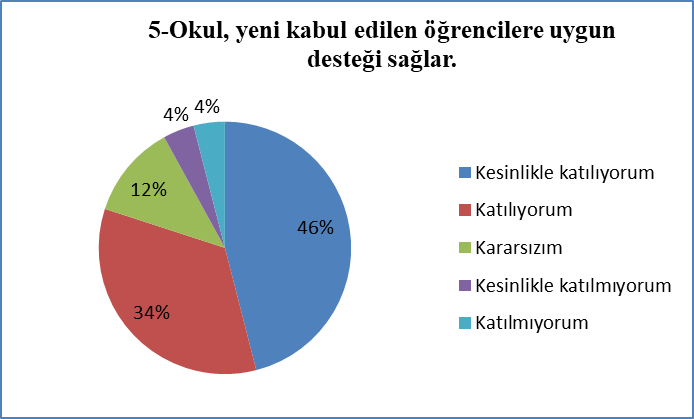 5-Okul, yeni kabul edilen öğrencilere uygun
desteği sağlar.
4%
4%
12%
46%
34%
Kesinlikle katılıyorum
Katılıyorum
Kararsızım
Kesinlikle katılmıyorum
Katılmıyorum